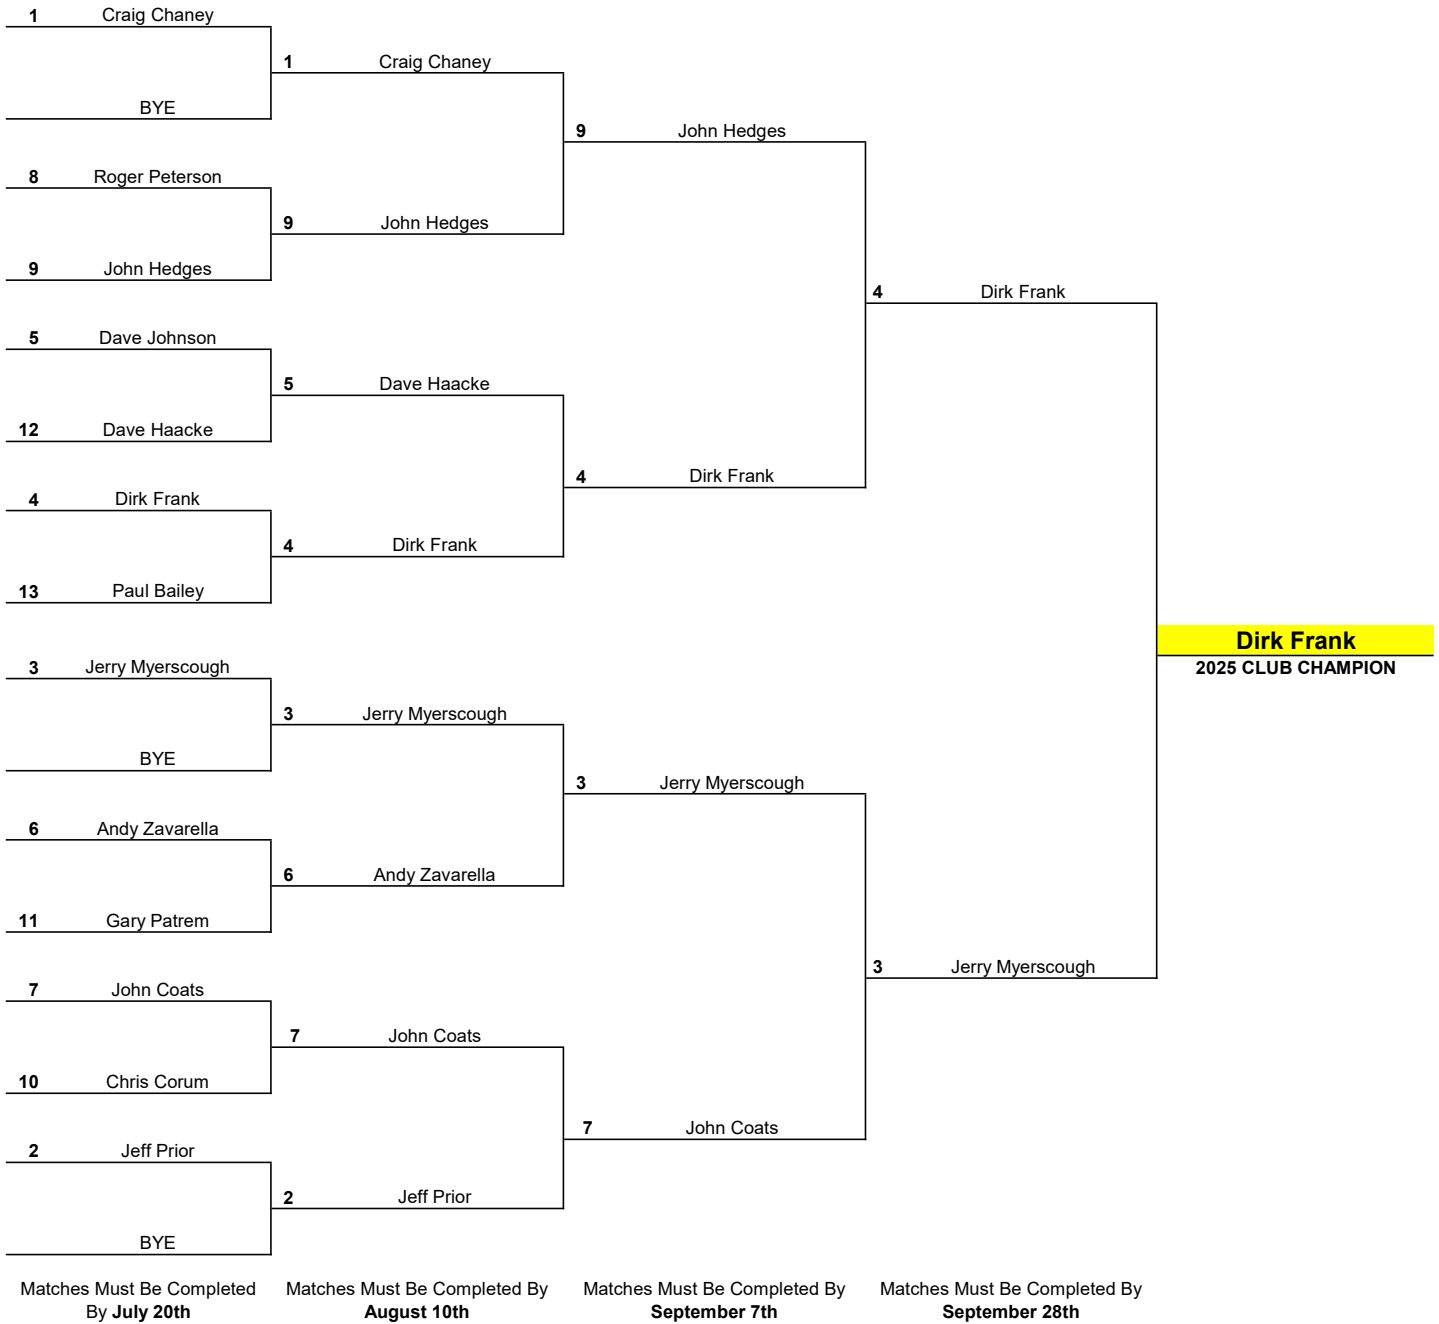 1 Craig Chaney
1 Craig Chaney
BYE
9 John Hedges
8 Roger Peterson
9 John Hedges
9 John Hedges
4 Dirk Frank
5 Dave Johnson
5 Dave Haacke
12 Dave Haacke
4 Dirk Frank
4 Dirk Frank
4 Dirk Frank
13 Paul Bailey
Dirk Frank
2025 CLUB CHAMPION
3 Jerry Myerscough
3 Jerry Myerscough
BYE
3 Jerry Myerscough
6 Andy Zavarella
6 Andy Zavarella
11 Gary Patrem
3 Jerry Myerscough
7 John Coats
7 John Coats
10 Chris Corum
7 John Coats
2 Jeff Prior
2 Jeff Prior
BYE
Matches Must Be Completed
By July 20th
Matches Must Be Completed By
August 10th
Matches Must Be Completed By
September 7th
Matches Must Be Completed By
September 28th